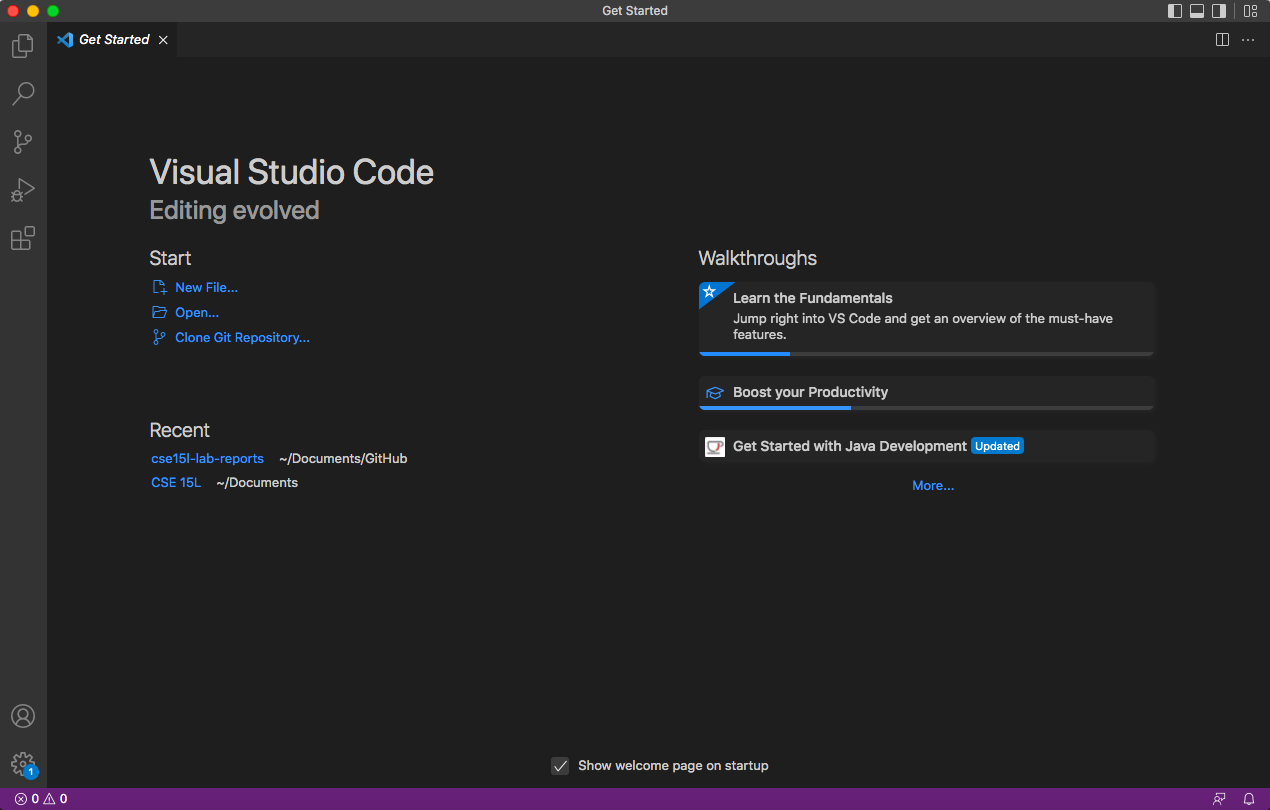 Get Started
Get Started
Visual Studio Code
Editing evolved
Start
New File...
Open...
Clone Git Repository...
Recent
cse15l-lab-reports ~/Documents/GitHub
CSE 15L ~/Documents
Walkthroughs
Learn the Fundamentals
Jump right into VS Code and get an overview of the must-have
features.
Boost your Productivity
Get Started with Java Development Updated
More...
Show welcome page on startup
1
0 0